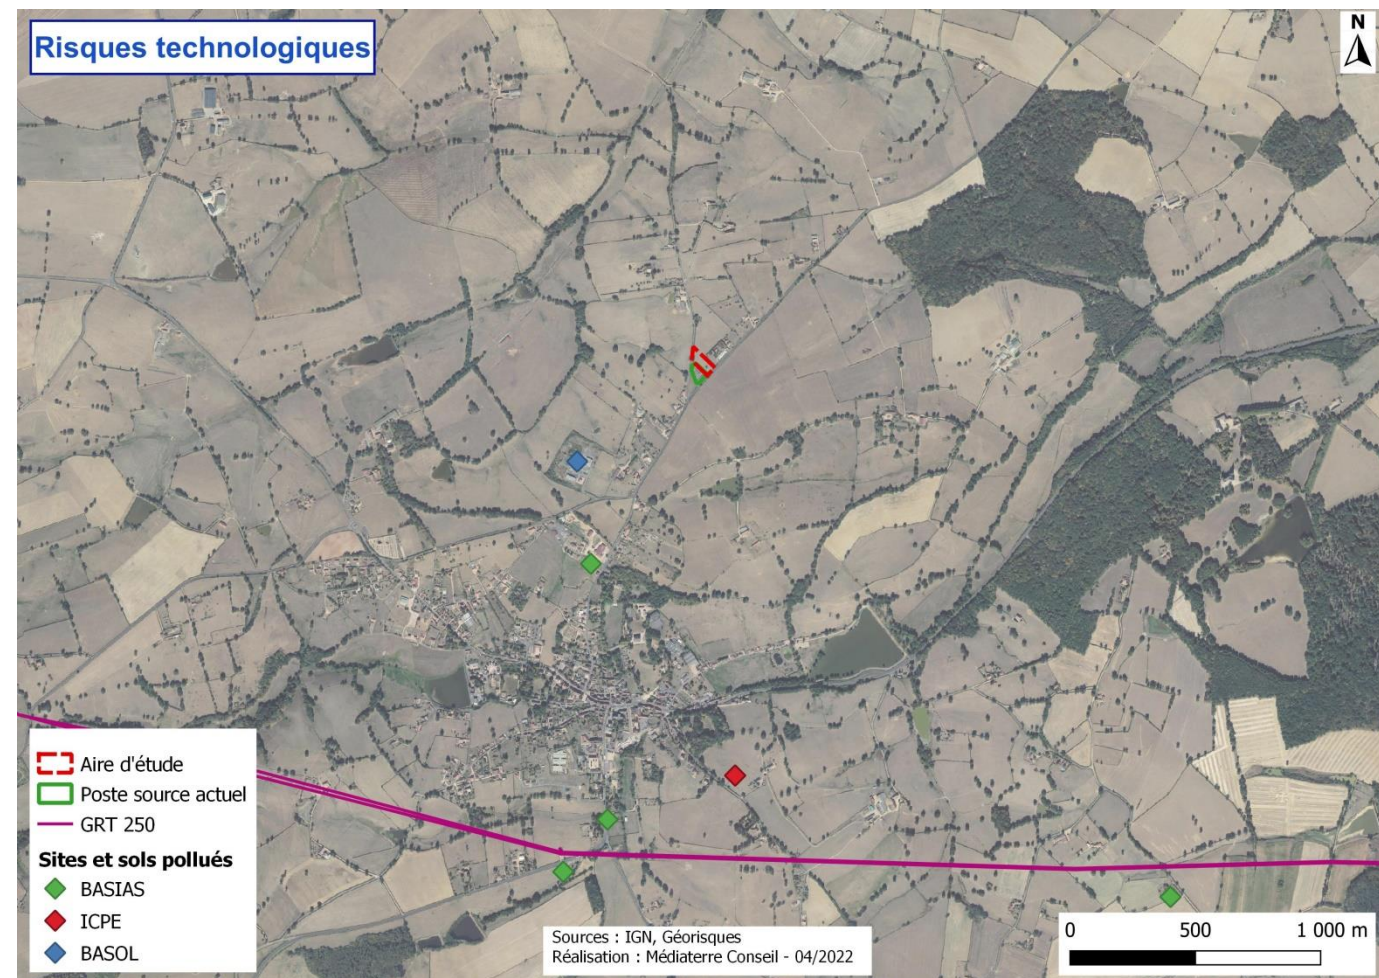 Risques technologiques
N
Aire d'étude
Poste source actuel
GRT 250
Sites et sols pollués
BASIAS
ICPE
BASOL
Sources : IGN, Géorisques
Réalisation : Médiaterre Conseil - 04/2022
0 500 1 000 m